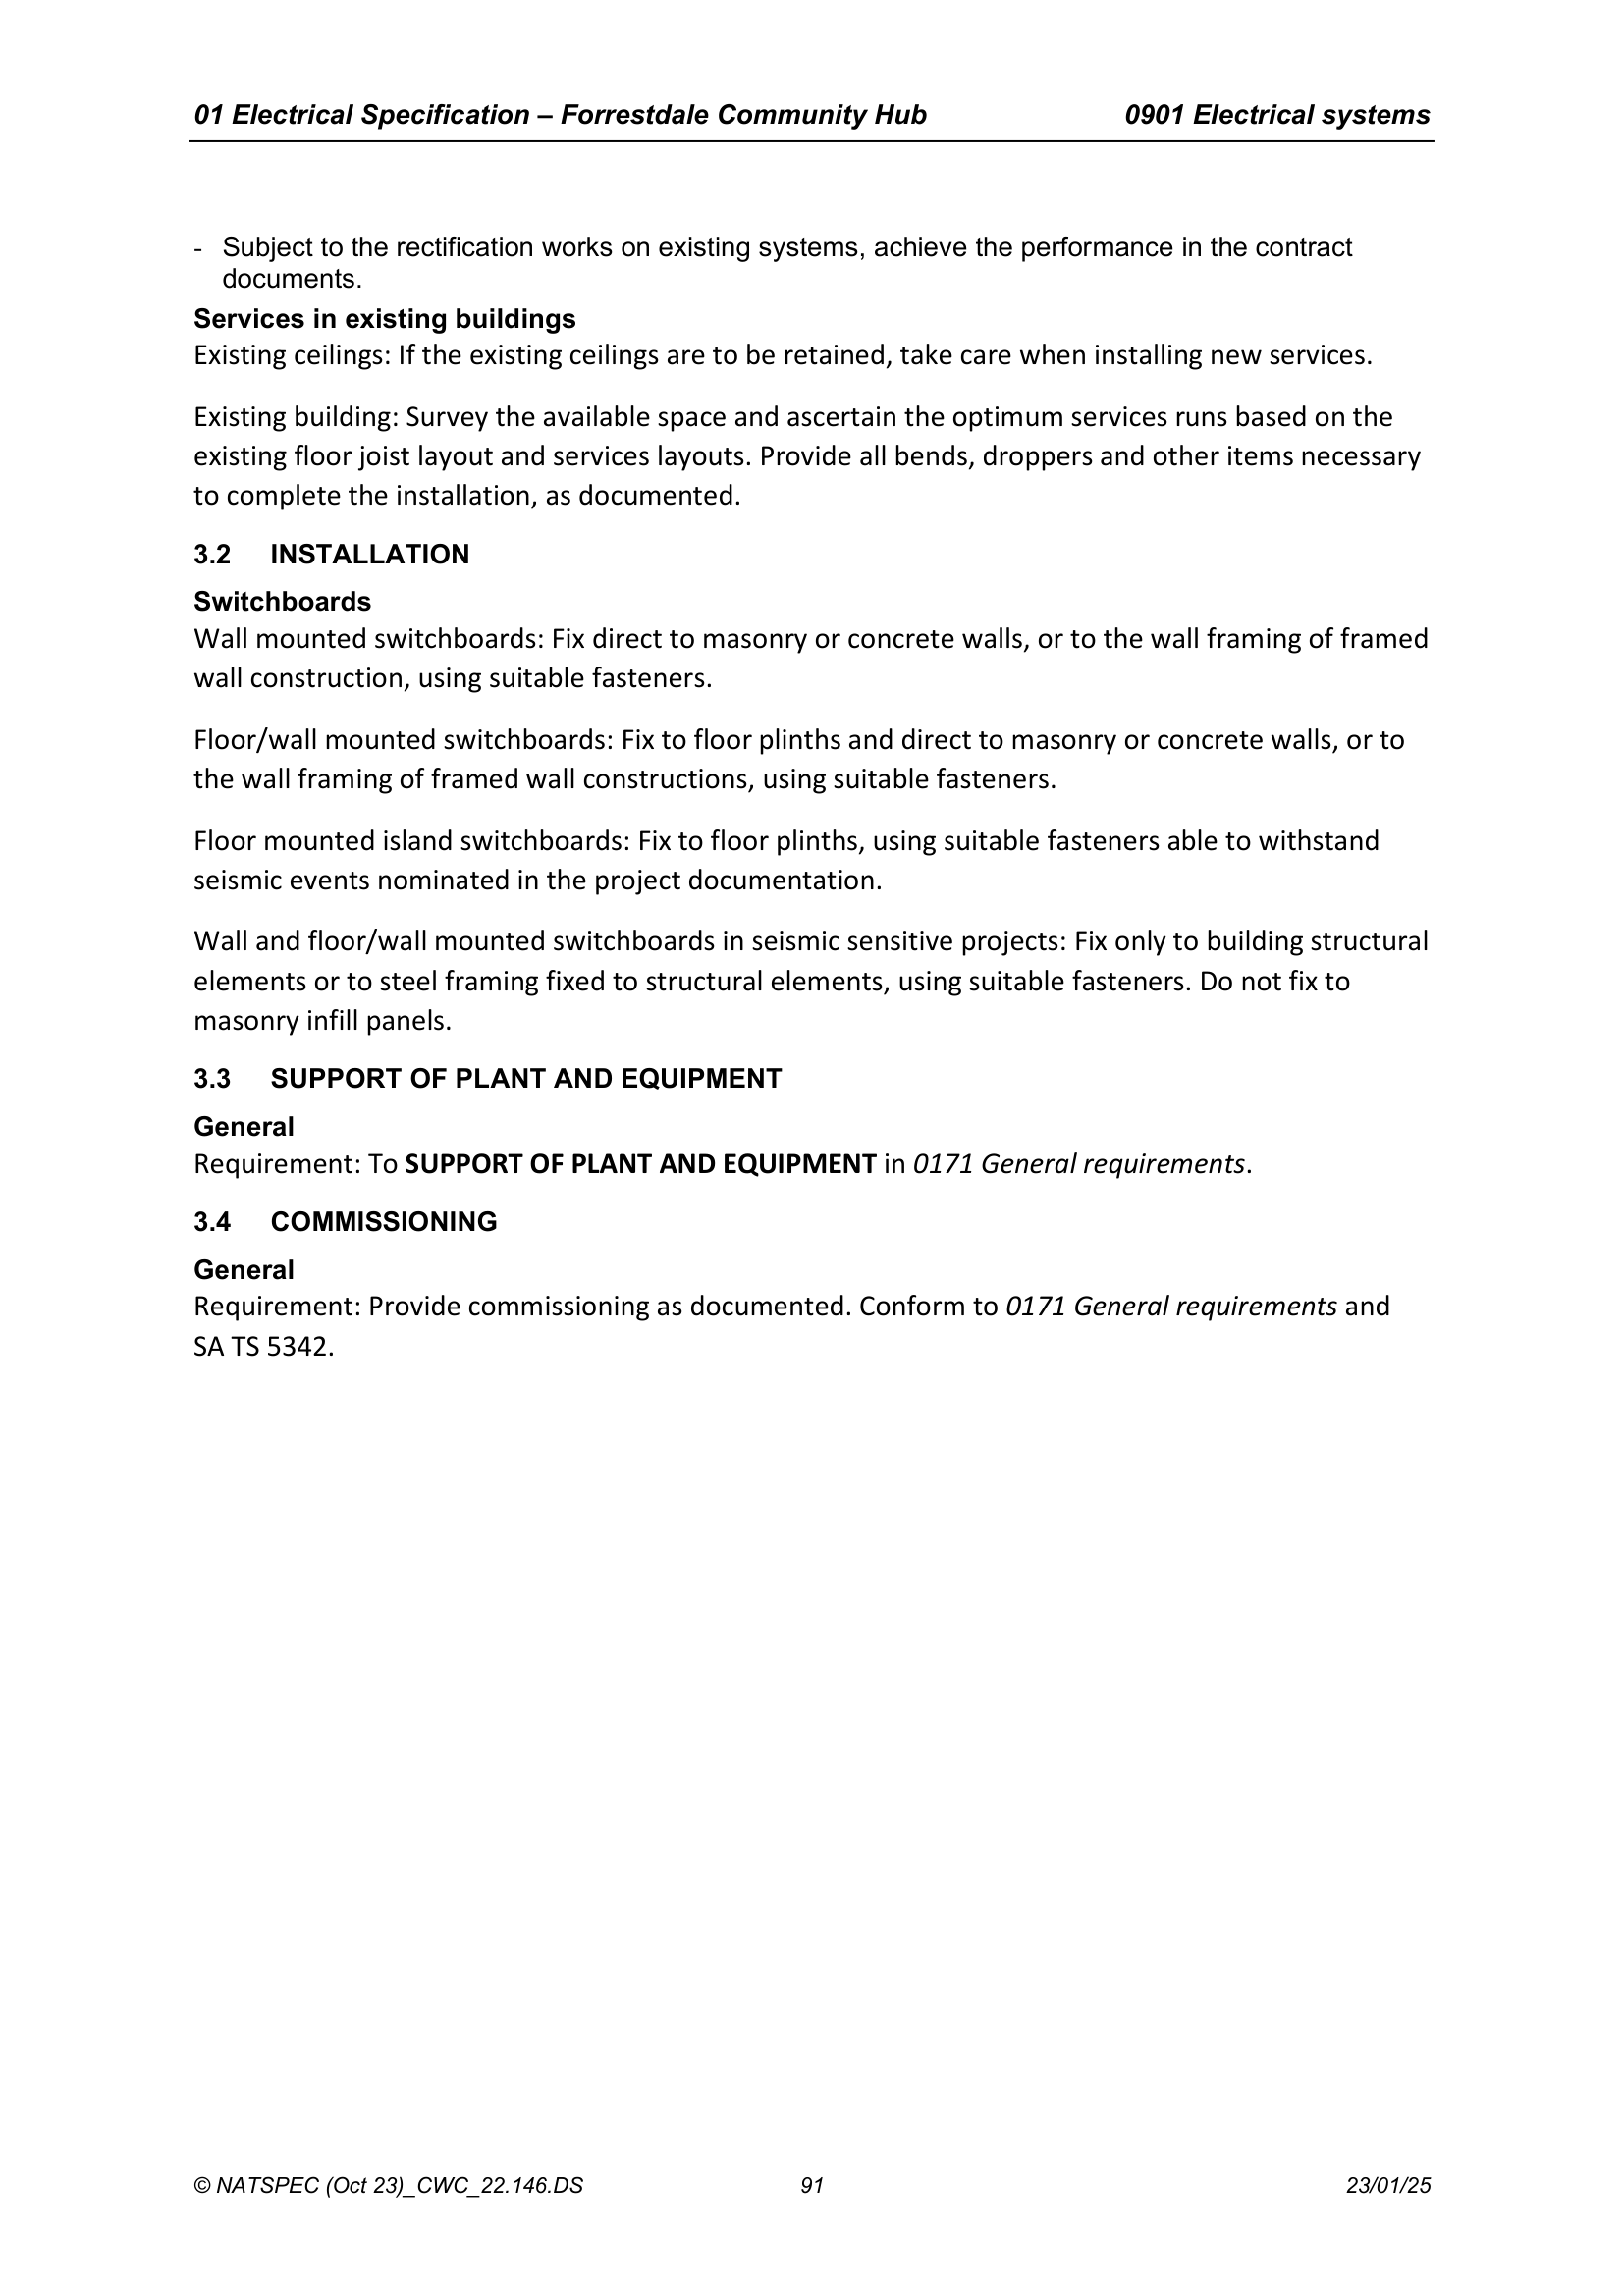 01 Electrical Specification – Forrestdale Community Hub 0901 Electrical systems
- Subject to the rectification works on existing systems, achieve the performance in the contract
documents.
Services in existing buildings
Existing ceilings: If the existing ceilings are to be retained, take care when installing new services.
Existing building: Survey the available space and ascertain the optimum services runs based on the
existing floor joist layout and services layouts. Provide all bends, droppers and other items necessary
to complete the installation, as documented.
3.2 INSTALLATION
Switchboards
Wall mounted switchboards: Fix direct to masonry or concrete walls, or to the wall framing of framed
wall construction, using suitable fasteners.
Floor/wall mounted switchboards: Fix to floor plinths and direct to masonry or concrete walls, or to
the wall framing of framed wall constructions, using suitable fasteners.
Floor mounted island switchboards: Fix to floor plinths, using suitable fasteners able to withstand
seismic events nominated in the project documentation.
Wall and floor/wall mounted switchboards in seismic sensitive projects: Fix only to building structural
elements or to steel framing fixed to structural elements, using suitable fasteners. Do not fix to
masonry infill panels.
3.3 SUPPORT OF PLANT AND EQUIPMENT
General
Requirement: To SUPPORT OF PLANT AND EQUIPMENT in 0171 General requirements.
3.4 COMMISSIONING
General
Requirement: Provide commissioning as documented. Conform to 0171 General requirements and
SA TS 5342.
© NATSPEC (Oct 23)_CWC_22.146.DS 91 23/01/25